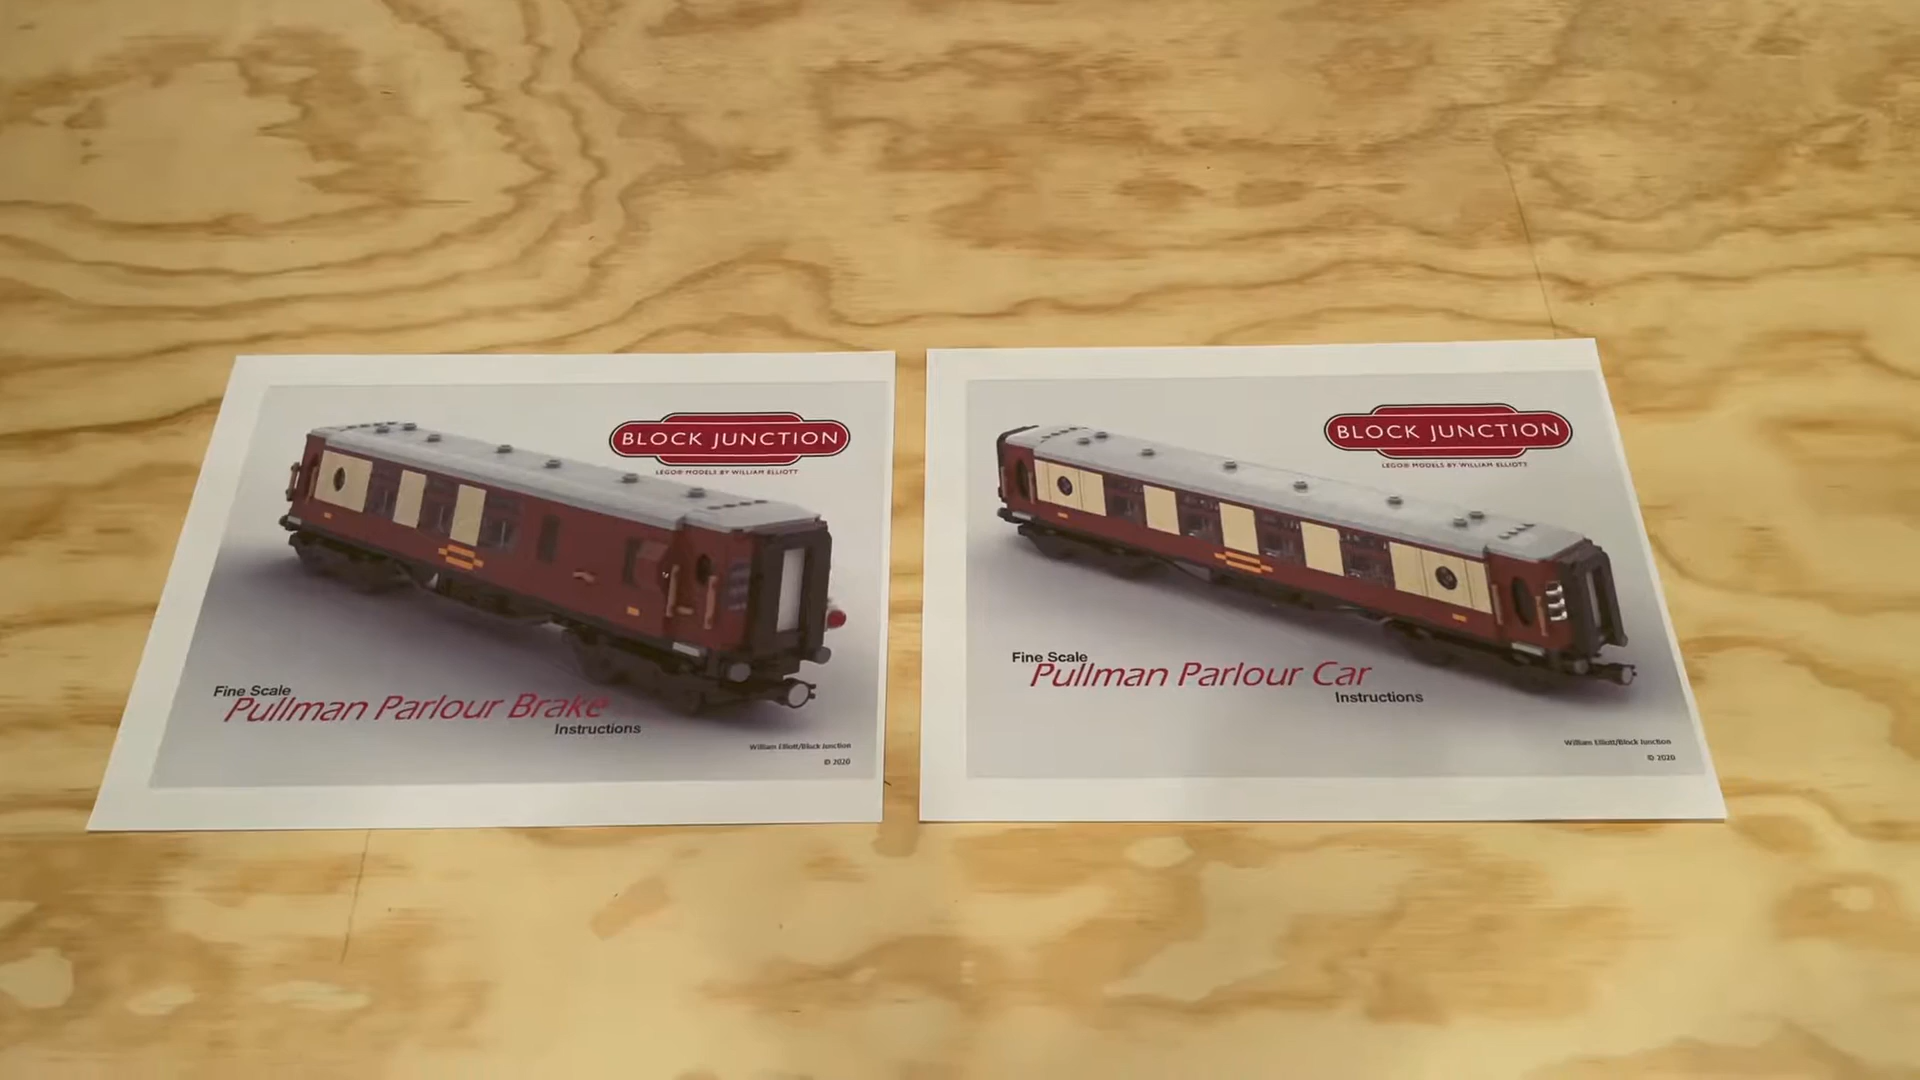 BLOCK JUNCTION
LEGO® MODELS BY WILLIAM ELLIOTT
Fine Scale
Pullman Parlour Brake
Instructions
William Elliott/Block Junction
© 2020
BLOCK JUNCTION
LEGO® MODELS BY WILLIAM ELLIOTT
Fine Scale
Pullman Parlour Car
Instructions
William Elliott/Block Junction
© 2020